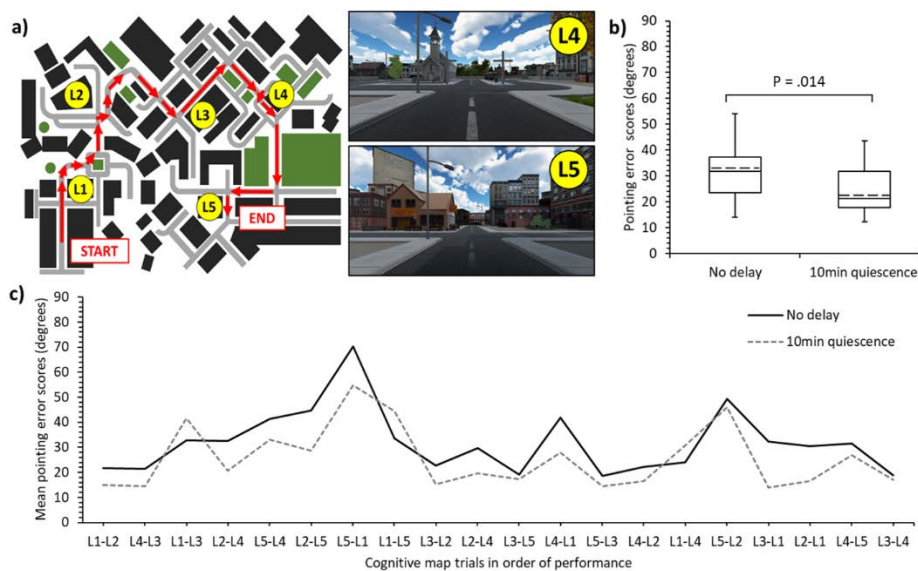 a)
L2
L4
L3
L1
L5
END
START
L4
L5
b)
Pointing error scores (degrees)
90
80
70
60
50
40
30
20
10
0
P = .014
No delay
10min quiescence
c)
Mean pointing error scores (degrees)
90
80
70
60
50
40
30
20
10
0
No delay
10min quiescence
L1-L2 L4-L3 L1-L3 L2-L4 L5-L4 L2-L5 L5-L1 L1-L5 L3-L2 L2-L4 L3-L5 L4-L1 L5-L3 L4-L2 L1-L4 L5-L2 L3-L1 L2-L1 L4-L5 L3-L4
Cognitive map trials in order of performance